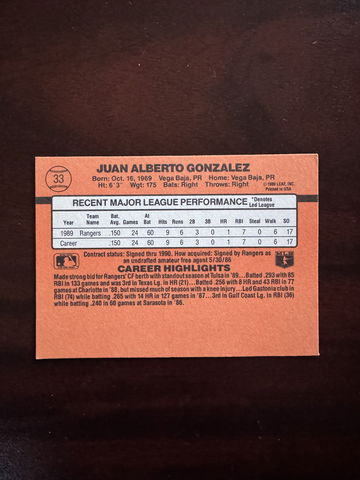 33
JUAN ALBERTO GONZALEZ
Born: Oct. 16, 1969 Vega Baja, PR Home: Vega Baja, PR
Ht: 6'3" Wgt: 175 Bats: Right Throws: Right
©1989 LEAF, INC.
Printed in USA
RECENT MAJOR LEAGUE PERFORMANCE *Denotes Led League
Year Team Name Bat. Avg. Games At Bat Hits Runs 2B 3B HR RBI Steal Walk SO
1989 Rangers .150 24 60 9 6 3 0 1 7 0 6 17
Career .150 24 60 9 6 3 0 1 7 0 6 17
Contract status: Signed thru 1990. How acquired: Signed by Rangers as
an undrafted amateur free agent 5/30/86
CAREER HIGHLIGHTS
Made strong bid for Rangers' CF berth with standout season at Tulsa in '89...Batted .293 with 85
RBI in 133 games and was 3rd in Texas Lg. in HR (21)...Batted .256 with 8 HR and 43 RBI in 77
games at Charlotte in '88, but missed much of season with a knee injury...Led Gastonia club in
RBI (74) while batting .265 with 14 HR in 127 games in '87...3rd in Gulf Coast Lg. in RBI (36)
while batting .240 in 60 games at Sarasota in '86.